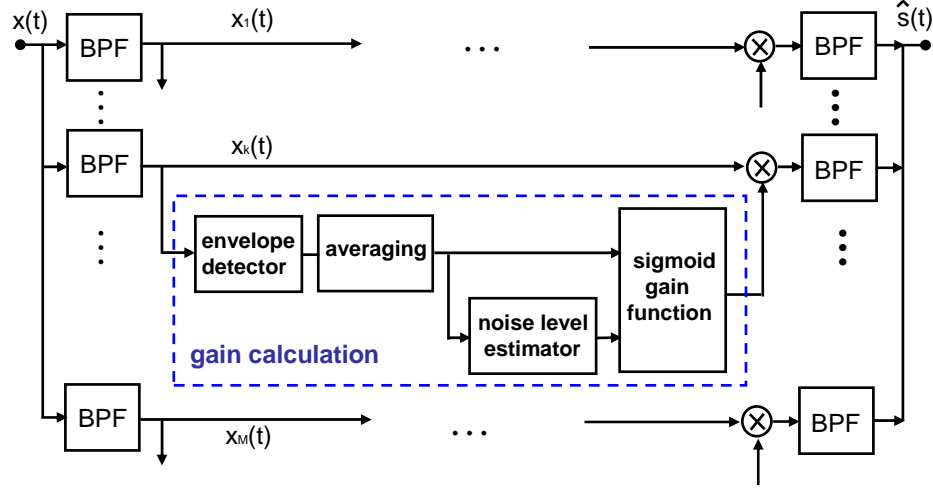 x(t)
BPF
x₁(t)
...
BPF
ŝ(t)
BPF
xₖ(t)
BPF
envelope
detector
averaging
sigmoid
gain
function
noise level
estimator
gain calculation
BPF
x_M(t)
...
BPF